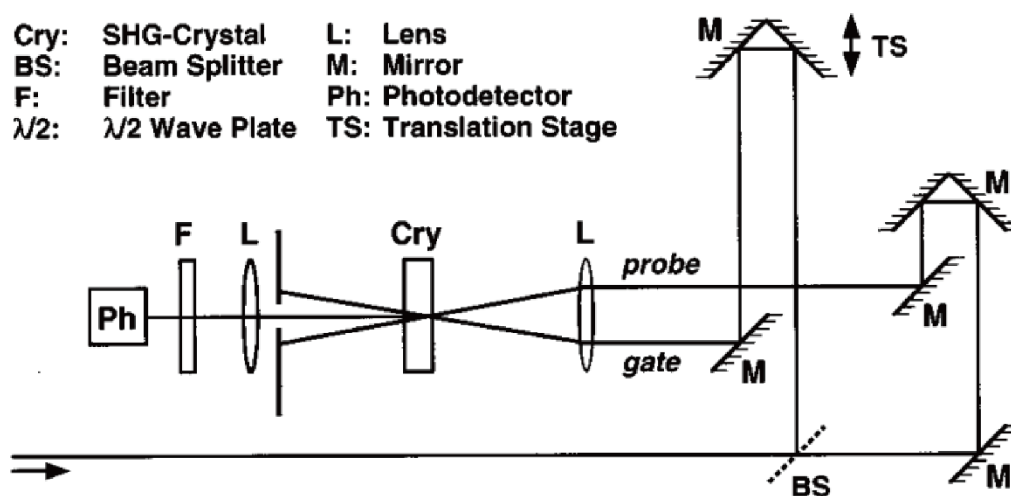 Cry: SHG-Crystal L: Lens
BS: Beam Splitter M: Mirror
F: Filter Ph: Photodetector
λ/2: λ/2 Wave Plate TS: Translation Stage
M
TS
M
F L Cry L
probe
Ph
M
gate
M
BS
M